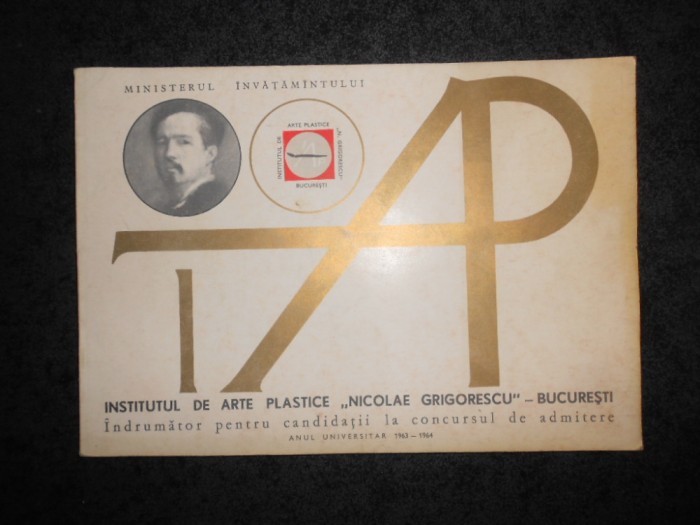 MINISTERUL ÎNVĂȚĂMÎNTULUI
ARTE PLASTICE
INSTITUTUL DE
„N. GRIGORESCU"
BUCUREȘTI
IAP
INSTITUTUL DE ARTE PLASTICE „NICOLAE GRIGORESCU" – BUCUREȘTI
Îndrumător pentru candidații la concursul de admitere
ANUL UNIVERSITAR 1963 – 1964